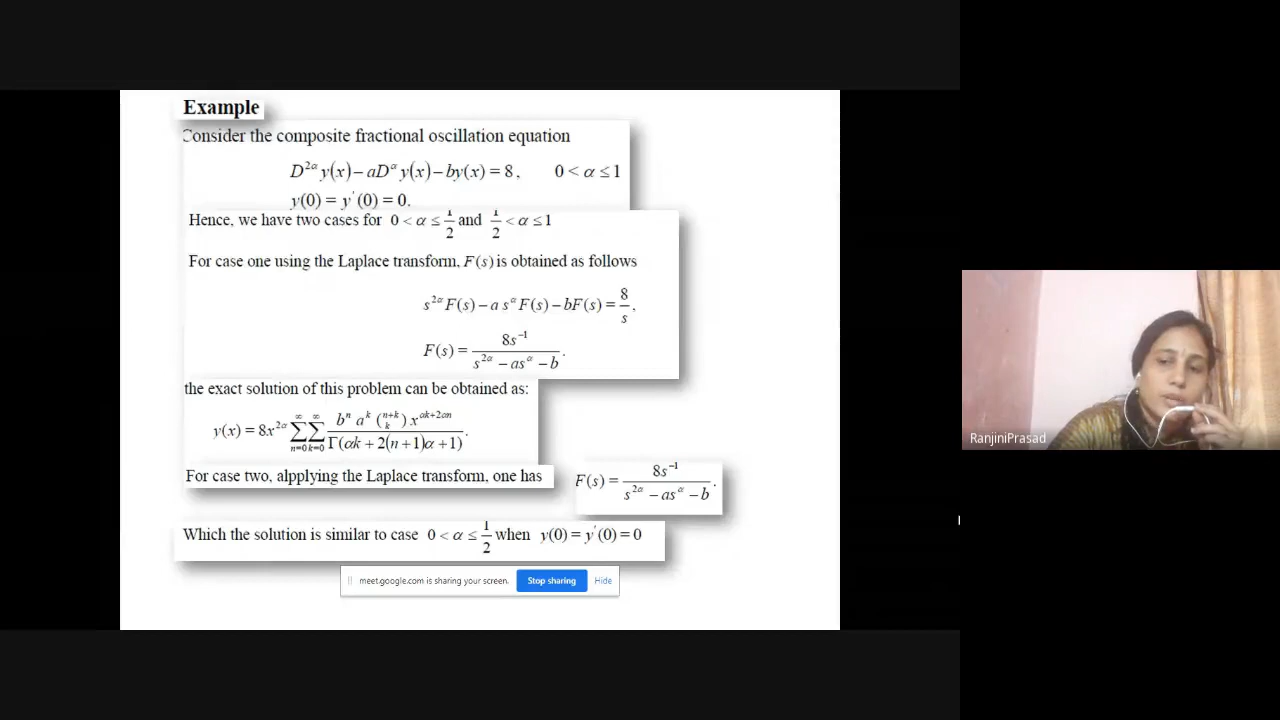 Example
Consider the composite fractional oscillation equation
D^{2α} y(x) − aD^α y(x) − by(x) = 8, 0 < α ≤ 1
y(0) = y'(0) = 0.
Hence, we have two cases for 0 < α ≤ 1/2 and 1/2 < α ≤ 1
For case one using the Laplace transform, F(s) is obtained as follows
s^{2α} F(s) − a s^α F(s) − bF(s) = 8/s,
F(s) = 8s^{−1} / (s^{2α} − as^α − b).
the exact solution of this problem can be obtained as:
y(x) = 8x^{2α} ∑_{n=0}^{∞} ∑_{k=0}^{∞} b^n a^k (^{n+k}_k) x^{αk+2αn} / Γ(αk + 2(n+1)α + 1).
For case two, alpplying the Laplace transform, one has
F(s) = 8s^{−1} / (s^{2α} − as^α − b).
Which the solution is similar to case 0 < α ≤ 1/2 when y(0) = y'(0) = 0
meet.google.com is sharing your screen. Stop sharing Hide
RanjiniPrasad